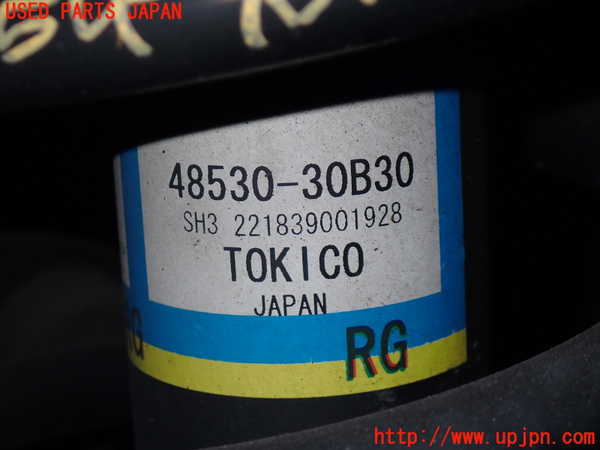 USED PARTS JAPAN
48530-30B30
SH3 221839001928
TOKICO
JAPAN
RG
G
http://www.upjpn.com/